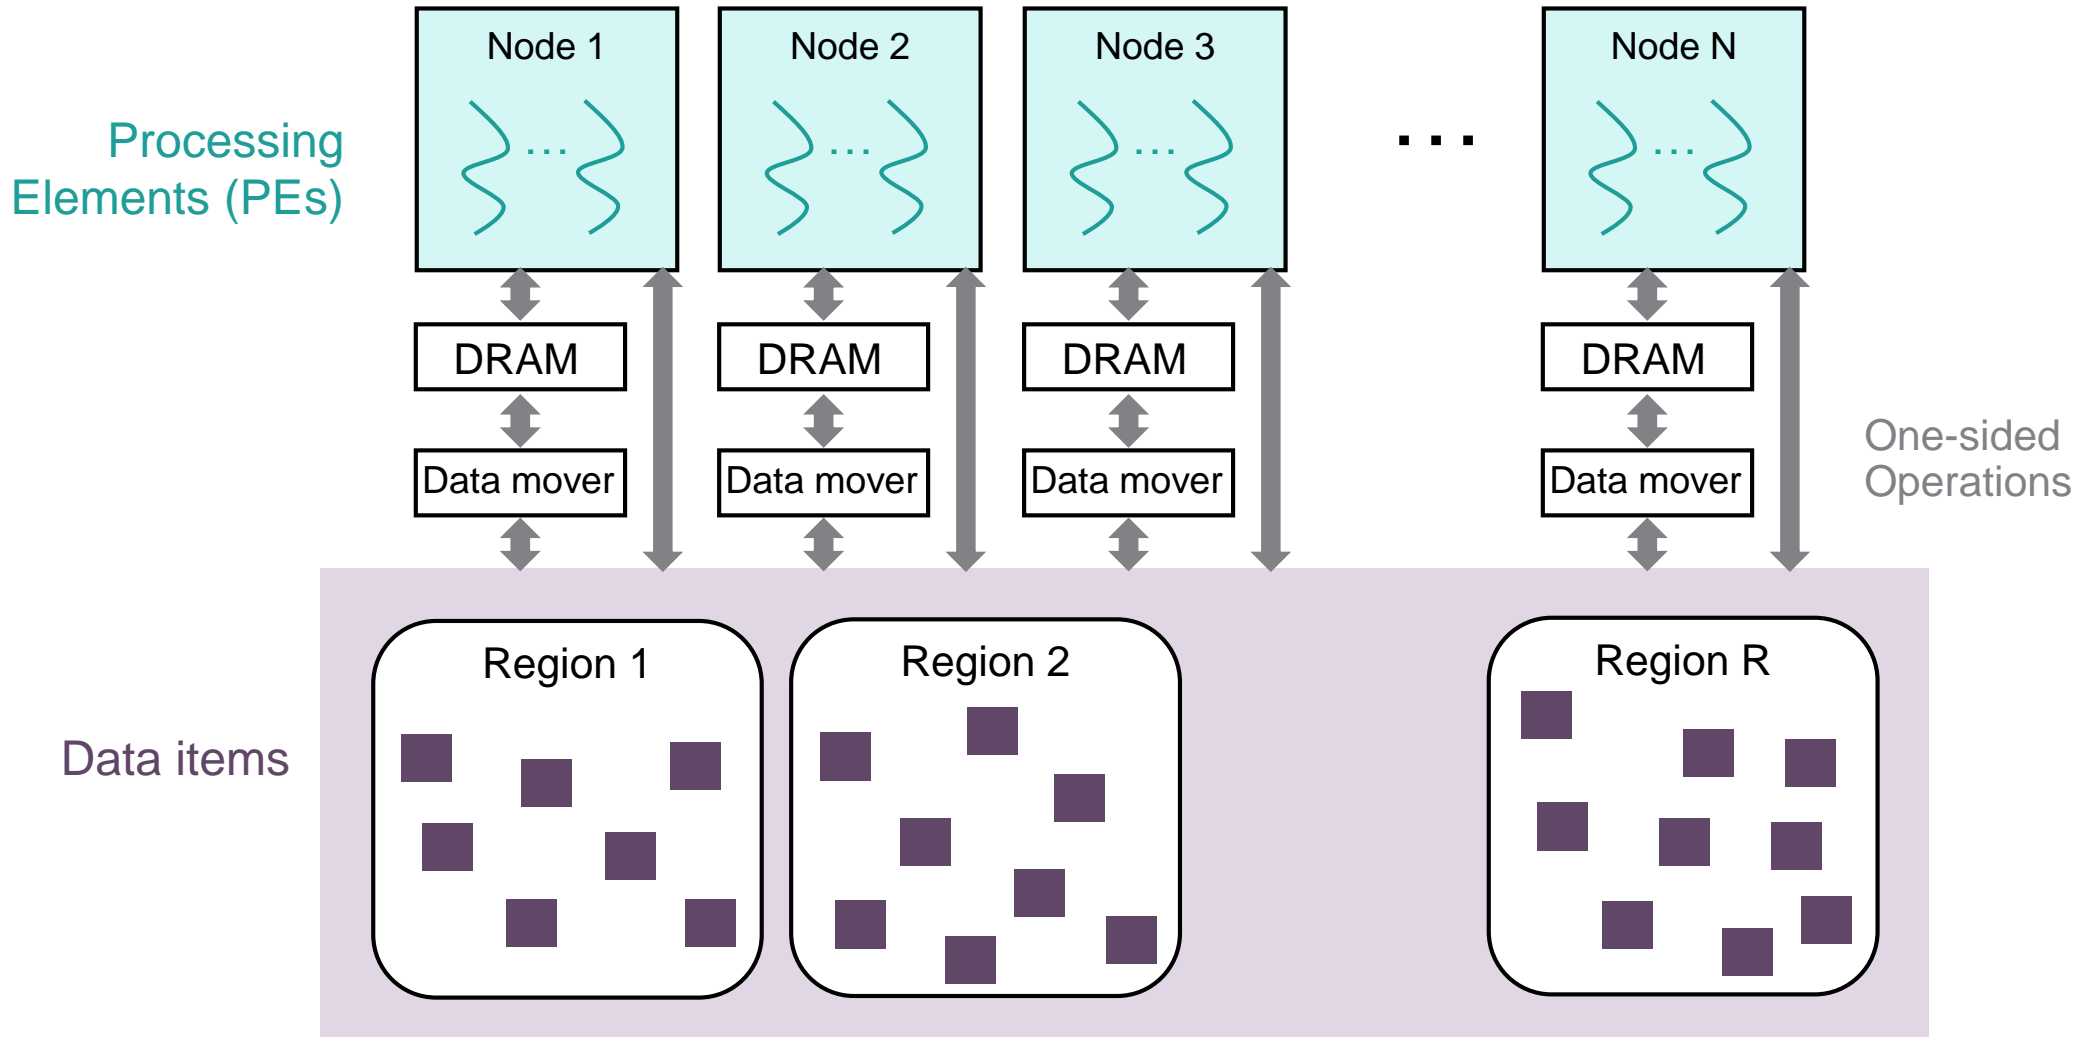 Node 1
Node 2
Node 3
Node N
Processing
Elements (PEs)
...
...
...
...
...
DRAM
DRAM
DRAM
DRAM
Data mover
Data mover
Data mover
Data mover
One-sided
Operations
Region 1
Region 2
Region R
Data items